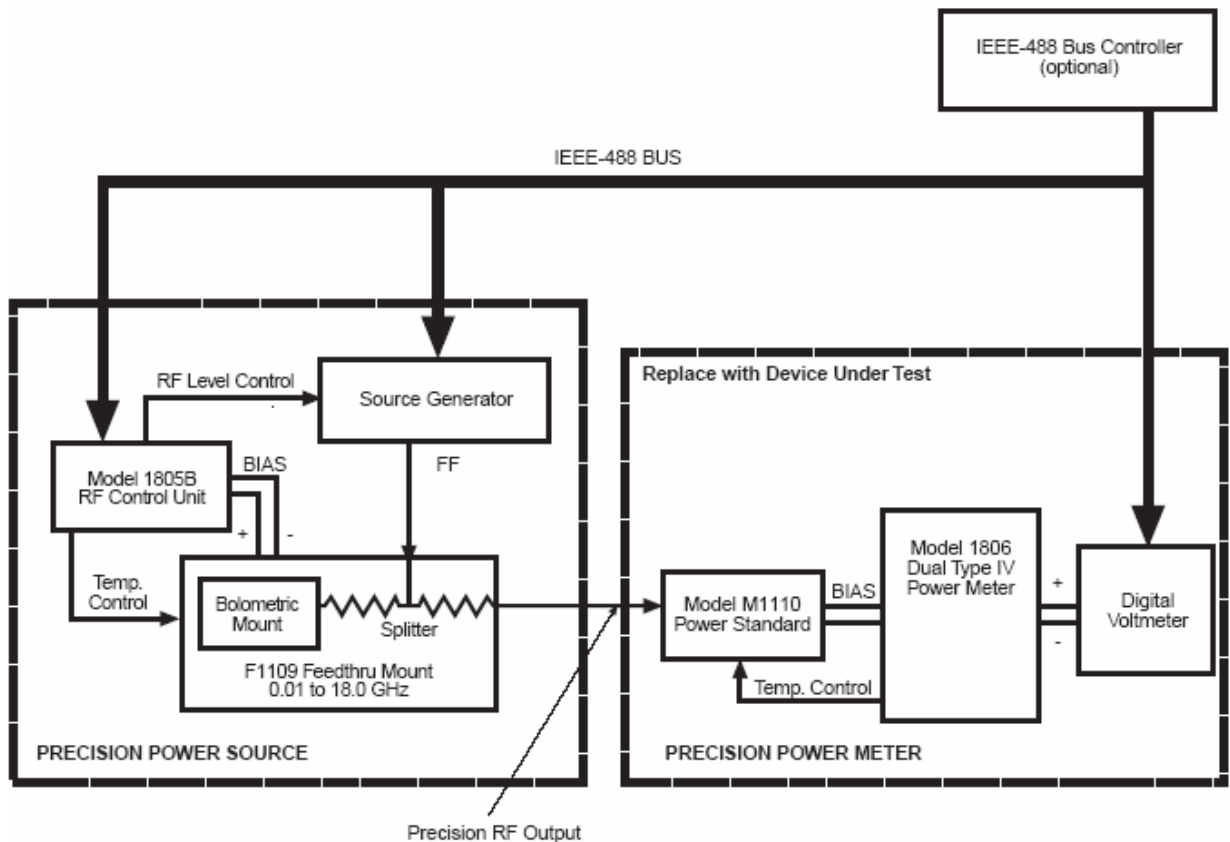 IEEE-488 Bus Controller
(optional)
IEEE-488 BUS
RF Level Control
Source Generator
Model 1805B
RF Control Unit
BIAS
+
-
FF
Temp.
Control
Bolometric
Mount
Splitter
F1109 Feedthru Mount
0.01 to 18.0 GHz
PRECISION POWER SOURCE
Replace with Device Under Test
Model M1110
Power Standard
BIAS
Model 1806
Dual Type IV
Power Meter
+
-
Digital
Voltmeter
Temp. Control
PRECISION POWER METER
Precision RF Output